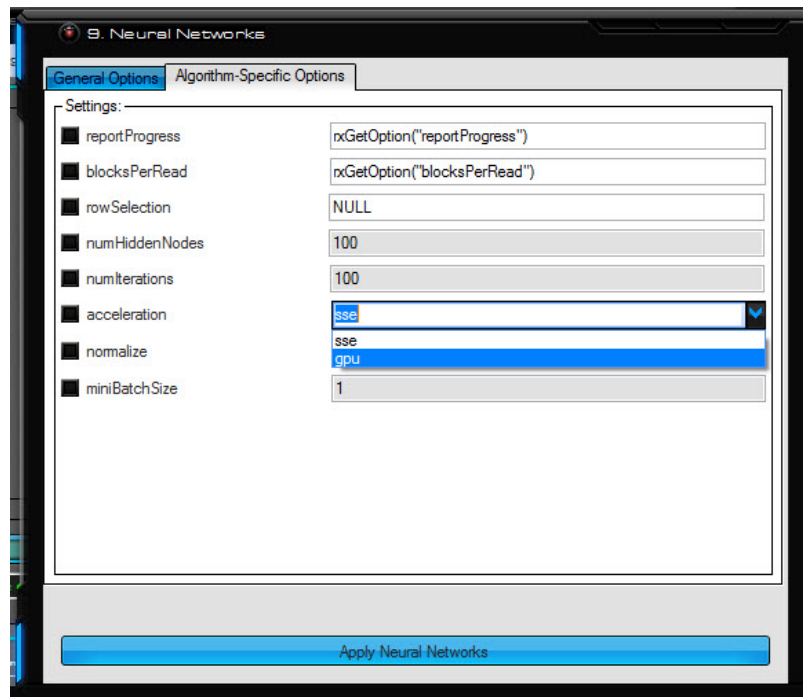 9. Neural Networks
General Options Algorithm-Specific Options
Settings:
reportProgress rxGetOption("reportProgress")
blocksPerRead rxGetOption("blocksPerRead")
rowSelection NULL
numHiddenNodes 100
numIterations 100
acceleration sse
sse
normalize
gpu
miniBatchSize 1
Apply Neural Networks